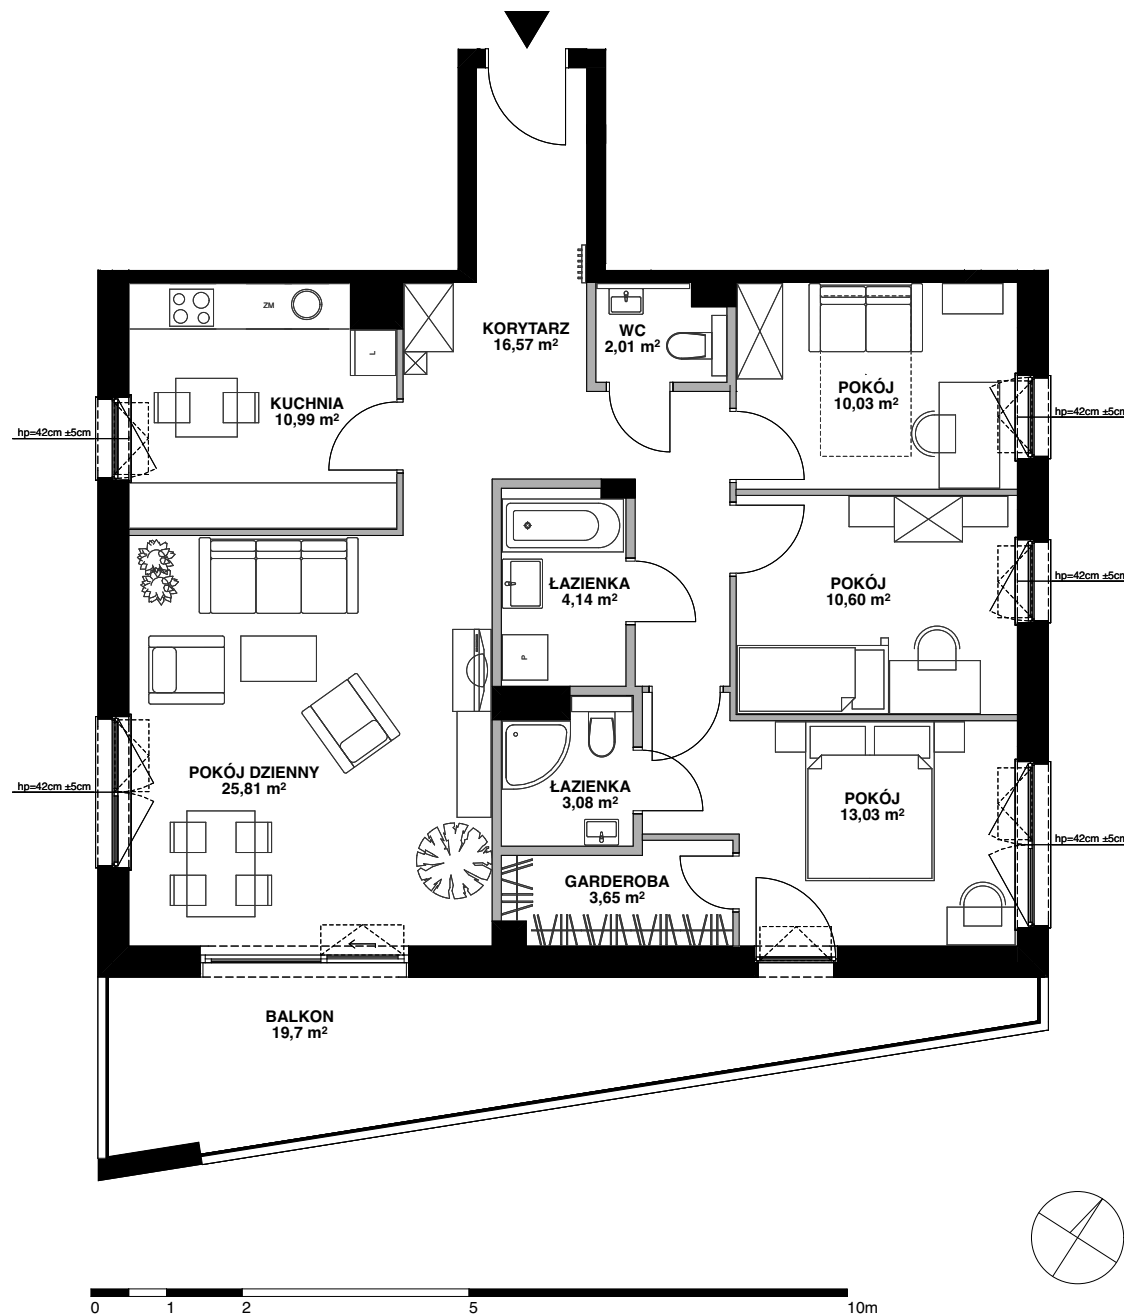 KORYTARZ
16,57 m²
WC
2,01 m²
POKÓJ
10,03 m²
ZM
L
KUCHNIA
10,99 m²
hp=42cm ±5cm
hp=42cm ±5cm
ŁAZIENKA
4,14 m²
P
POKÓJ
10,60 m²
hp=42cm ±5cm
POKÓJ DZIENNY
25,81 m²
hp=42cm ±5cm
ŁAZIENKA
3,08 m²
POKÓJ
13,03 m²
hp=42cm ±5cm
GARDEROBA
3,65 m²
BALKON
19,7 m²
0 1 2 5 10m